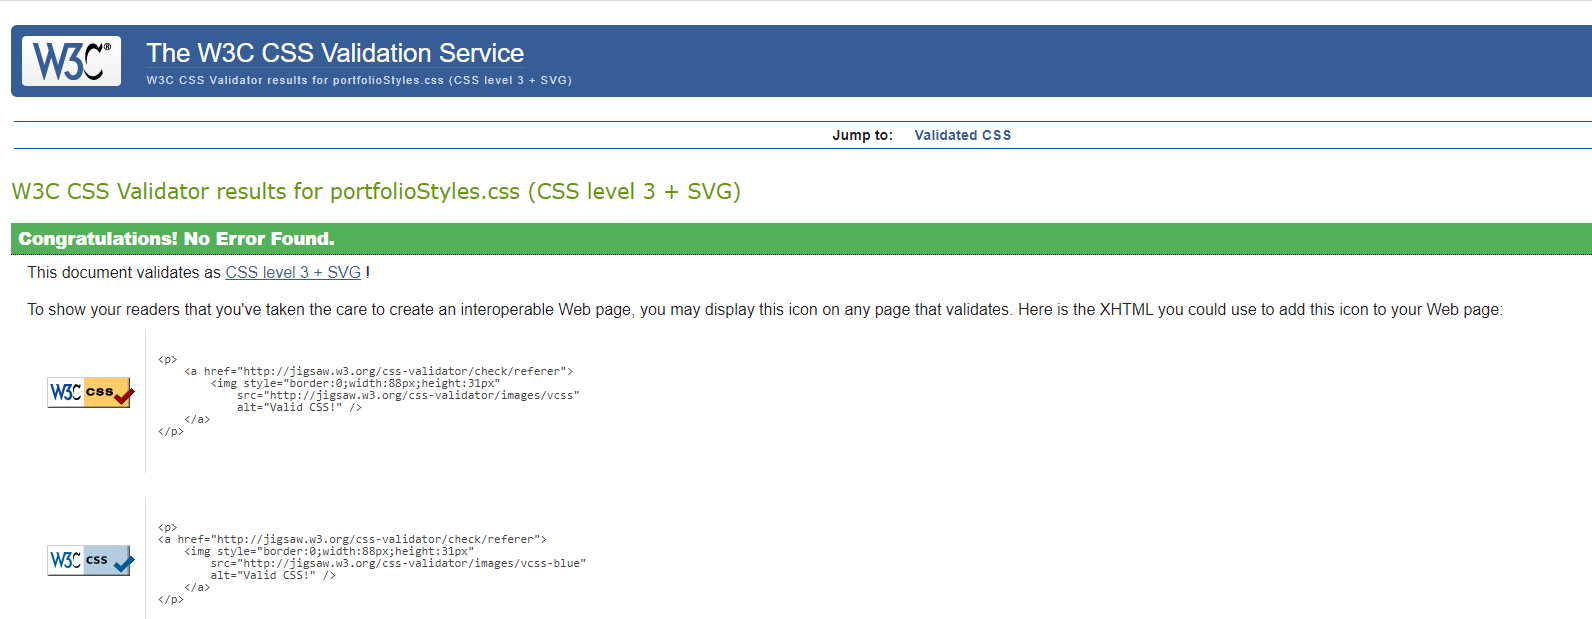 W3C®
The W3C CSS Validation Service
W3C CSS Validator results for portfolioStyles.css (CSS level 3 + SVG)
Jump to: Validated CSS
W3C CSS Validator results for portfolioStyles.css (CSS level 3 + SVG)
Congratulations! No Error Found.
This document validates as CSS level 3 + SVG !
To show your readers that you've taken the care to create an interoperable Web page, you may display this icon on any page that validates. Here is the XHTML you could use to add this icon to your Web page:
W3C css
<p>
<a href="http://jigsaw.w3.org/css-validator/check/referer">
<img style="border:0;width:88px;height:31px"
src="http://jigsaw.w3.org/css-validator/images/vcss"
alt="Valid CSS!" />
</a>
</p>
W3C css
<p>
<a href="http://jigsaw.w3.org/css-validator/check/referer">
<img style="border:0;width:88px;height:31px"
src="http://jigsaw.w3.org/css-validator/images/vcss-blue"
alt="Valid CSS!" />
</a>
</p>